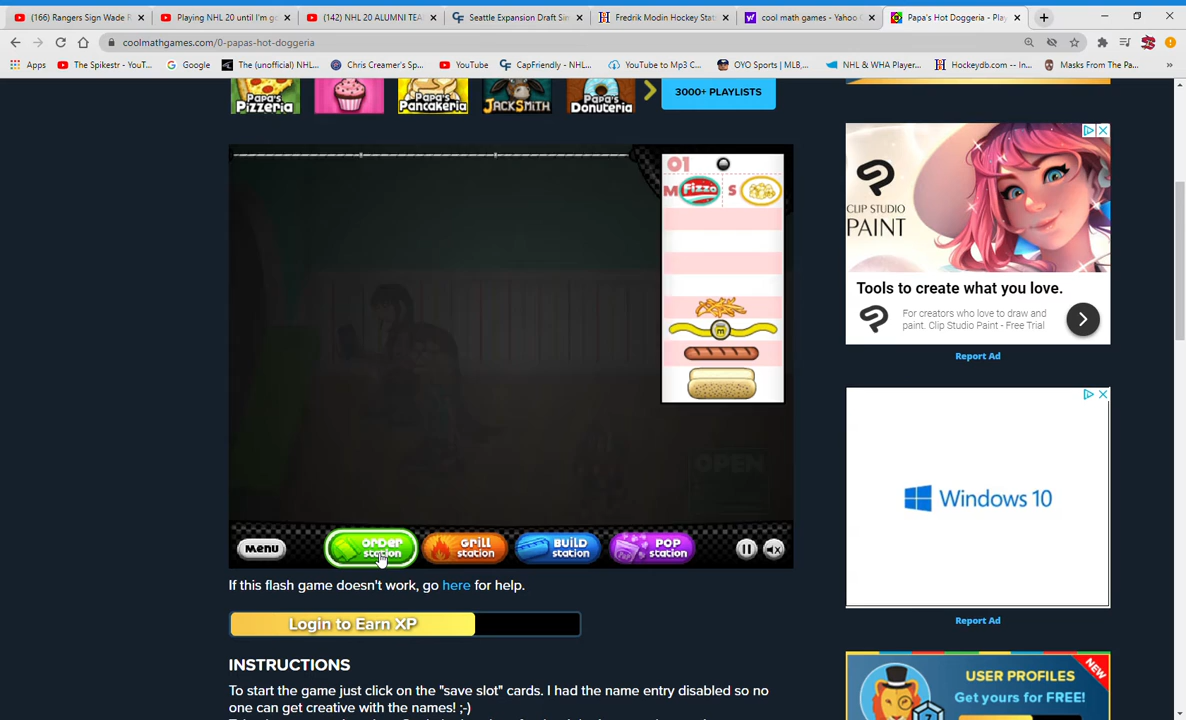 (166) Rangers Sign Wade R
Playing NHL 20 until I'm go
(142) NHL 20 ALUMNI TEA
Seattle Expansion Draft Sim
Fredrik Modin Hockey Stat
cool math games - Yahoo
Papa's Hot Doggeria - Play
coolmathgames.com/0-papas-hot-doggeria
Apps
The Spikestr - YouT...
Google
The (unofficial) NHL...
Chris Creamer's Sp...
YouTube
CapFriendly - NHL...
YouTube to Mp3 C...
OYO Sports | MLB,...
NHL & WHA Player...
Hockeydb.com -- In...
Masks From The Pa...
PAPA'S PIZZERIA
PAPA'S PANCAKERIA
JACKSMITH
PAPA'S DONUTERIA
3000+ PLAYLISTS
01
M Fizzo S
m
OPEN
MENU
ORDER station
GRILL station
BUILD station
POP station
If this flash game doesn't work, go here for help.
Login to Earn XP
INSTRUCTIONS
To start the game just click on the "save slot" cards. I had the name entry disabled so no
one can get creative with the names! ;-)
CLIP STUDIO
PAINT
Tools to create what you love.
For creators who love to draw and
paint. Clip Studio Paint - Free Trial
Report Ad
Windows 10
Report Ad
NEW
USER PROFILES
Get yours for FREE!